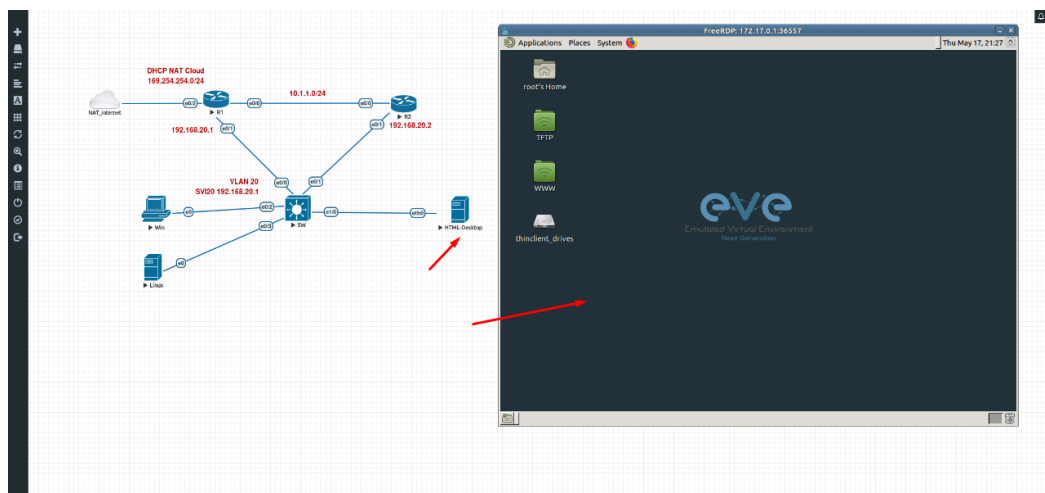 FreeRDP: 172.17.0.1:36557
Applications Places System
Thu May 17, 21:27
root's Home
TFTP
WWW
thinclient_drives
eve
Emulated Virtual Environment
Next Generation
DHCP NAT Cloud
169.254.254.0/24
NAT_internet
e0/2
R1
e0/0
10.1.1.0/24
e0/0
R2
192.168.20.1
e0/1
e0/1
192.168.20.2
VLAN 20
SVI20 192.168.20.1
e0/0
e0/1
Win
e0
e0/2
SW
e1/0
eth0
HTML-Desktop
e0/3
e0
Linux